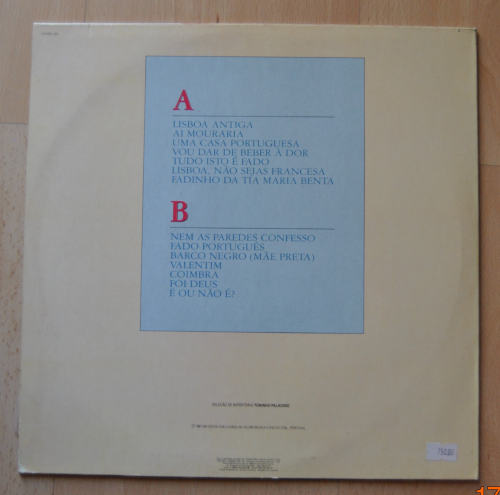 A
LISBOA ANTIGA
AI MOURARIA
UMA CASA PORTUGUESA
VOU DAR DE BEBER À DOR
TUDO ISTO É FADO
LISBOA, NÃO SEJAS FRANCESA
FADINHO DA TIA MARIA BENTA
B
NEM AS PAREDES CONFESSO
FADO PORTUGUÊS
BARCO NEGRO (MÃE PRETA)
VALENTIM
COIMBRA
FOI DEUS
É OU NÃO É?
17